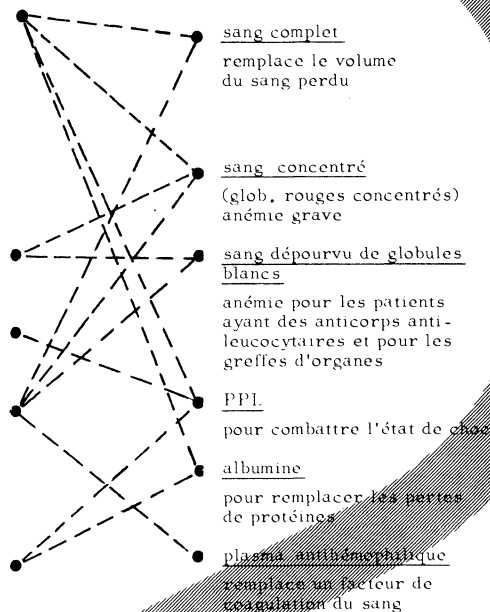 sang complet
remplace le volume
du sang perdu
sang concentré
(glob. rouges concentrés)
anémie grave
sang dépourvu de globules
blancs
anémie pour les patients
ayant des anticorps anti-
leucocytaires et pour les
greffes d'organes
PPL
pour combattre l'état de choc
albumine
pour remplacer les pertes
de protéines
plasma antihémophilique
remplace un facteur de
coagulation du sang